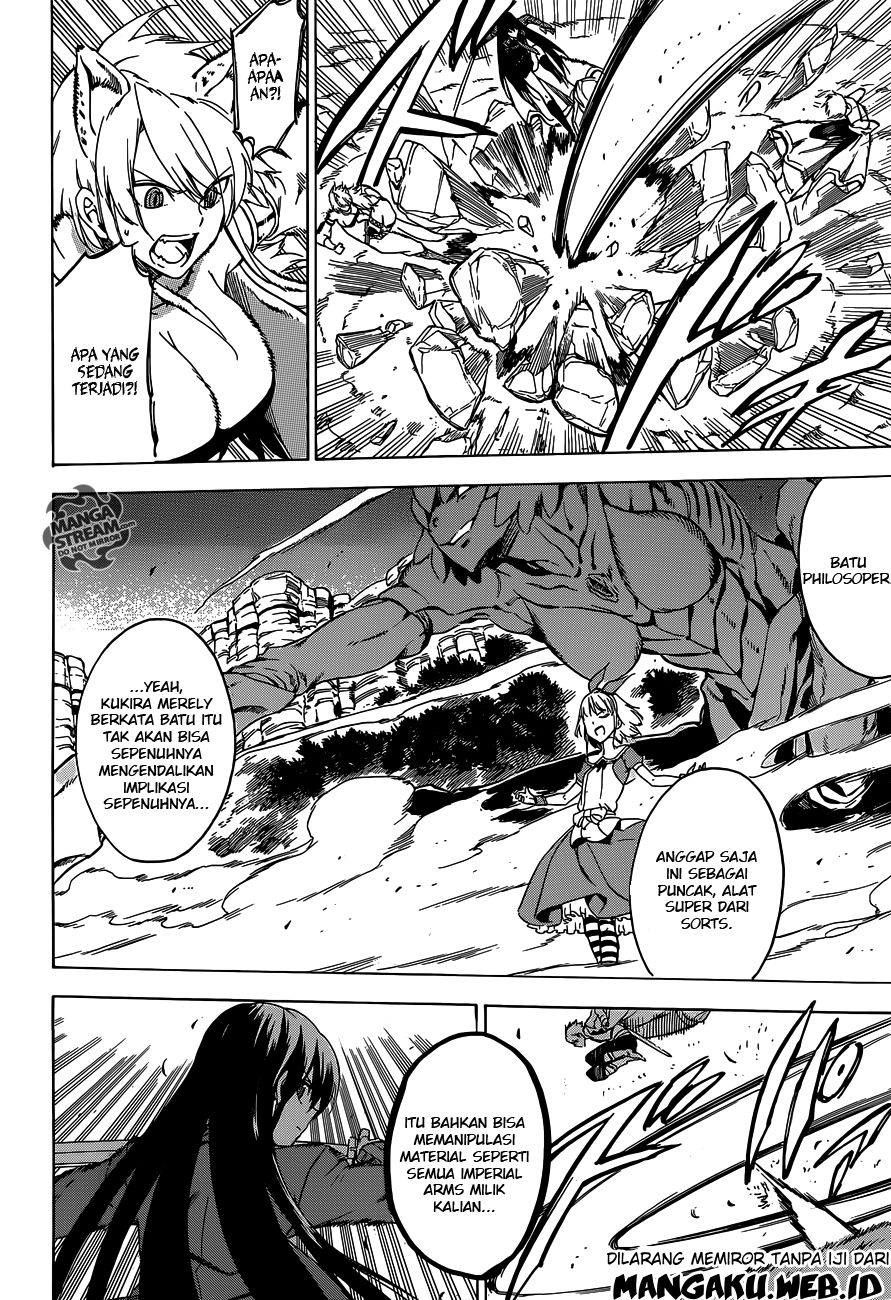 APA-
APAA
AN?!
APA YANG
SEDANG
TERJADI?!
MANGA
STREAM.com
DO NOT MIRROR
BATU
PHILOSOPER
...YEAH,
KUKIRA MERELY
BERKATA BATU ITU
TAK AKAN BISA
SEPENUHNYA
MENGENDALIKAN
IMPLIKASI
SEPENUHNYA...
ANGGAP SAJA
INI SEBAGAI
PUNCAK, ALAT
SUPER DARI
SORTS.
ITU BAHKAN BISA
MEMANIPULASI
MATERIAL SEPERTI
SEMUA IMPERIAL
ARMS MILIK
KALIAN...
DILARANG MEMIROR TANPA IJI DARI
MANGAKU.WEB.ID